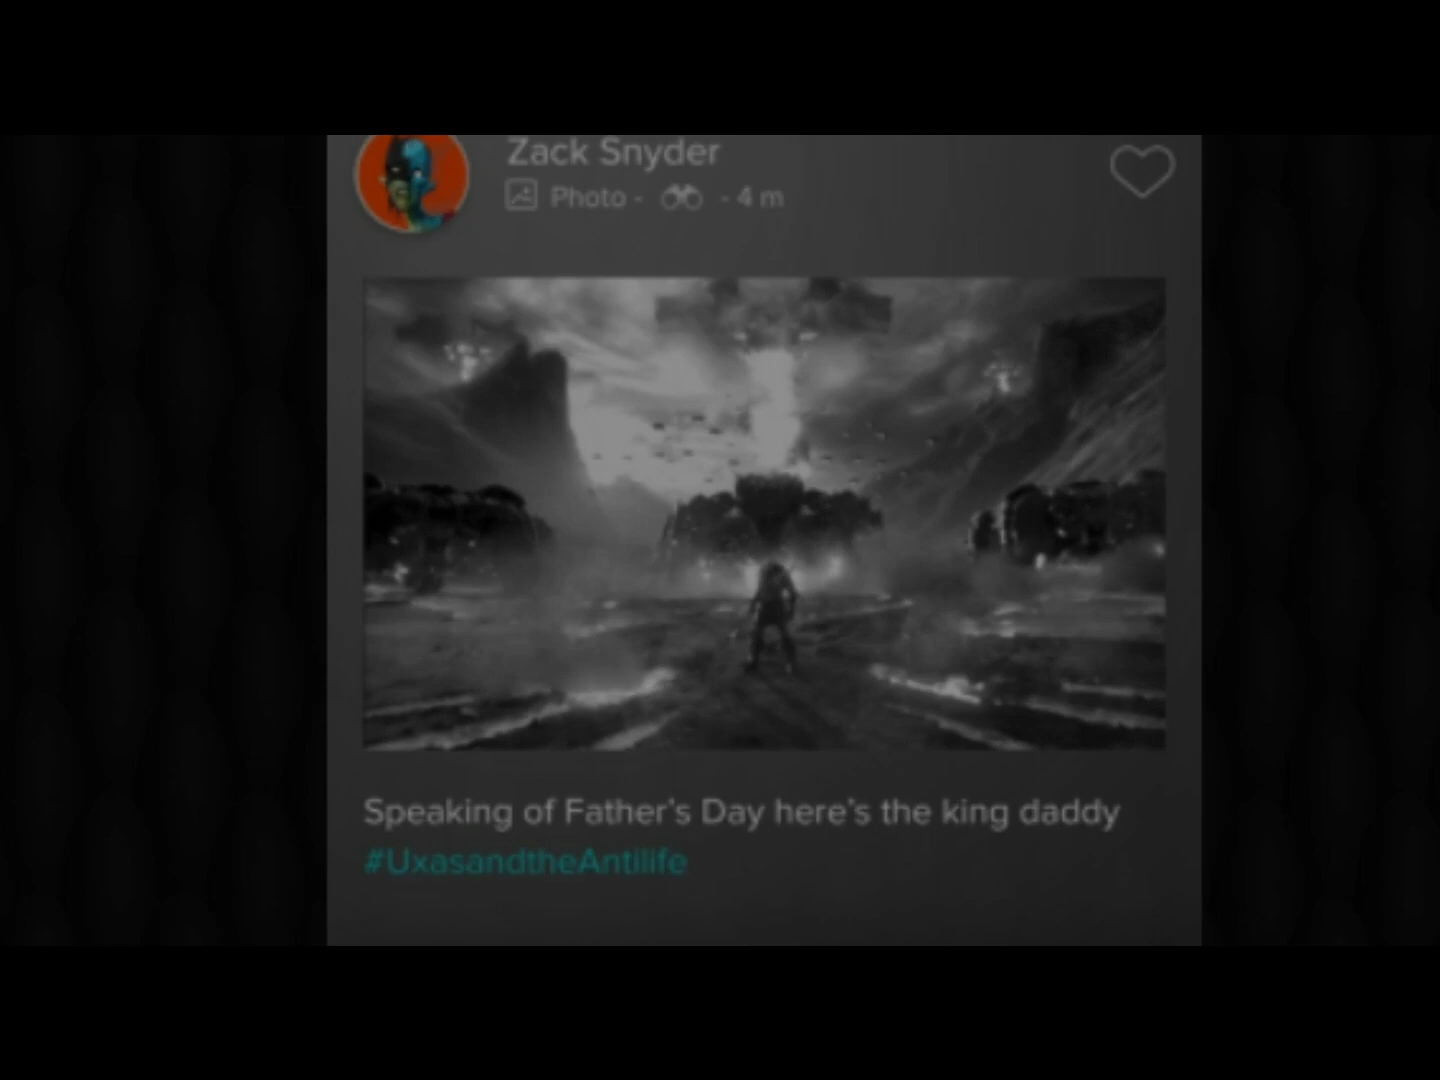 Zack Snyder
Photo - - 4 m
Speaking of Father's Day here's the king daddy
#UxasandtheAntilife